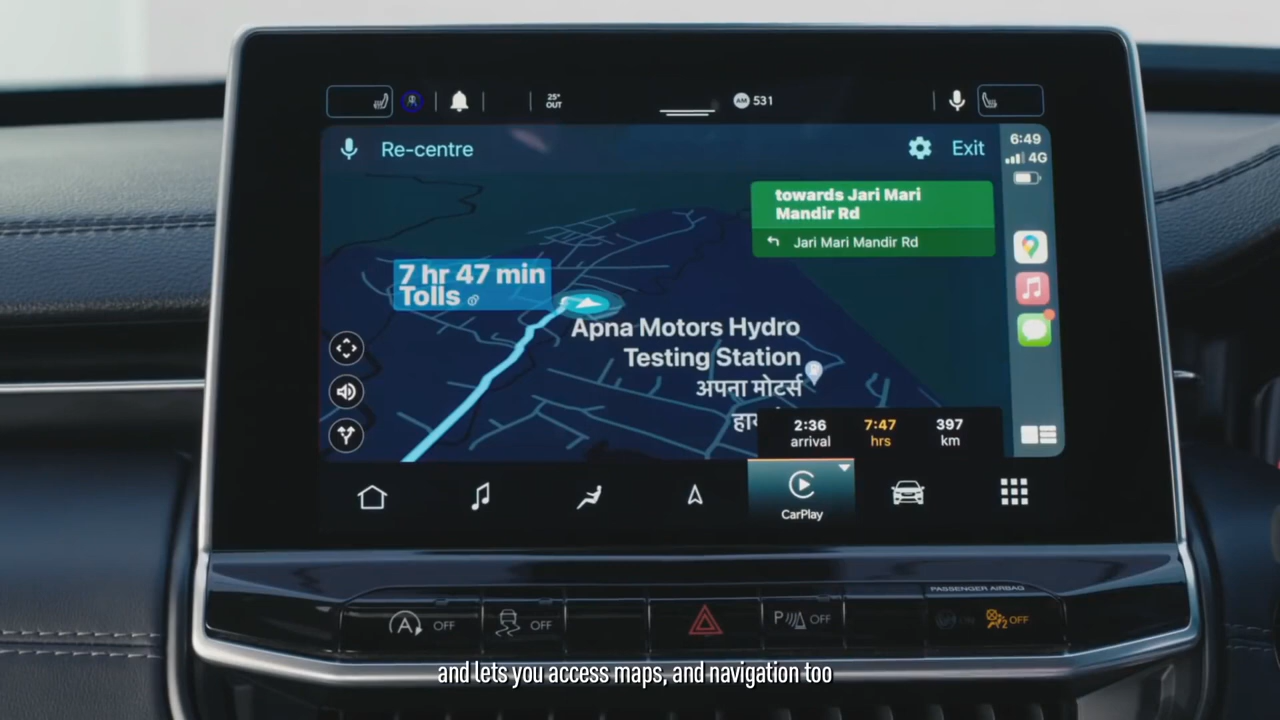 25°
OUT
AM 531
Re-centre
Exit
6:49
4G
towards Jari Mari
Mandir Rd
Jari Mari Mandir Rd
7 hr 47 min
Tolls
Apna Motors Hydro
Testing Station
अपना मोटर्स
2:36
arrival
7:47
hrs
397
km
CarPlay
PASSENGER AIRBAG
A OFF
OFF
P OFF
2 OFF
and lets you access maps, and navigation too